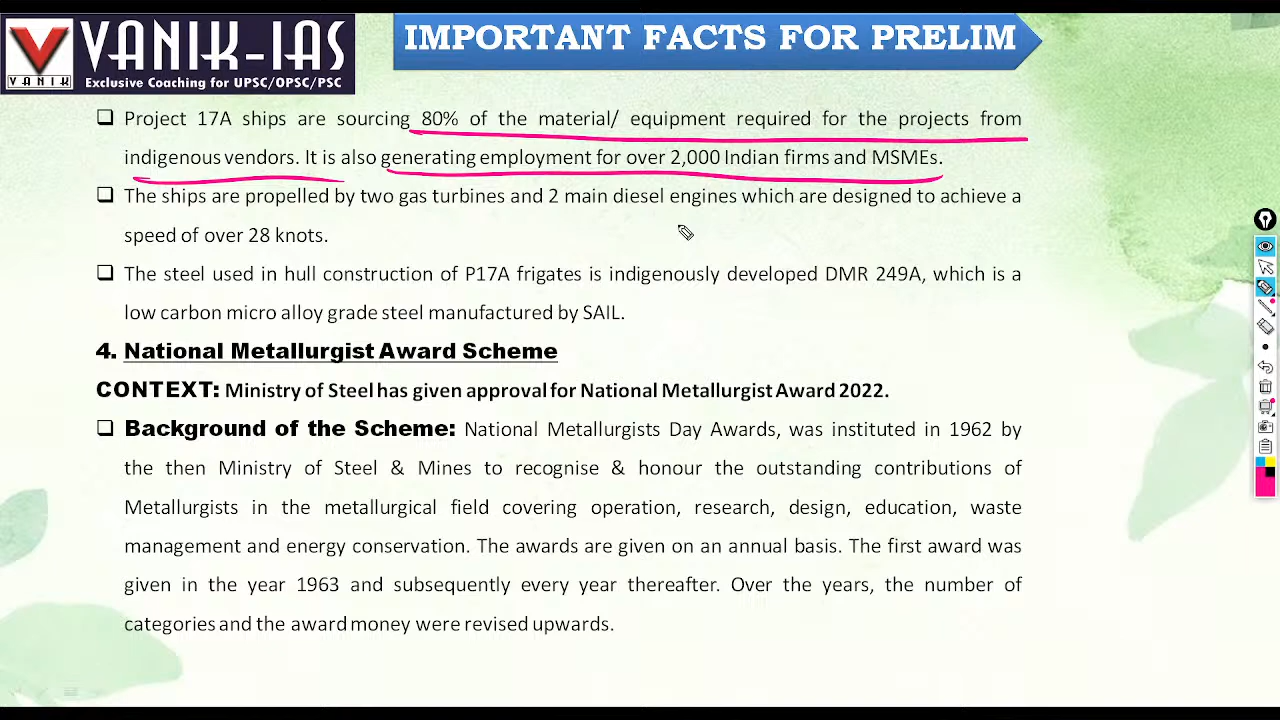 VANIK-IAS
VANIK
Exclusive Coaching for UPSC/OPSC/PSC
IMPORTANT FACTS FOR PRELIM
❑ Project 17A ships are sourcing 80% of the material/ equipment required for the projects from
indigenous vendors. It is also generating employment for over 2,000 Indian firms and MSMEs.
❑ The ships are propelled by two gas turbines and 2 main diesel engines which are designed to achieve a
speed of over 28 knots.
❑ The steel used in hull construction of P17A frigates is indigenously developed DMR 249A, which is a
low carbon micro alloy grade steel manufactured by SAIL.
4. National Metallurgist Award Scheme
CONTEXT: Ministry of Steel has given approval for National Metallurgist Award 2022.
❑ Background of the Scheme: National Metallurgists Day Awards, was instituted in 1962 by
the then Ministry of Steel & Mines to recognise & honour the outstanding contributions of
Metallurgists in the metallurgical field covering operation, research, design, education, waste
management and energy conservation. The awards are given on an annual basis. The first award was
given in the year 1963 and subsequently every year thereafter. Over the years, the number of
categories and the award money were revised upwards.